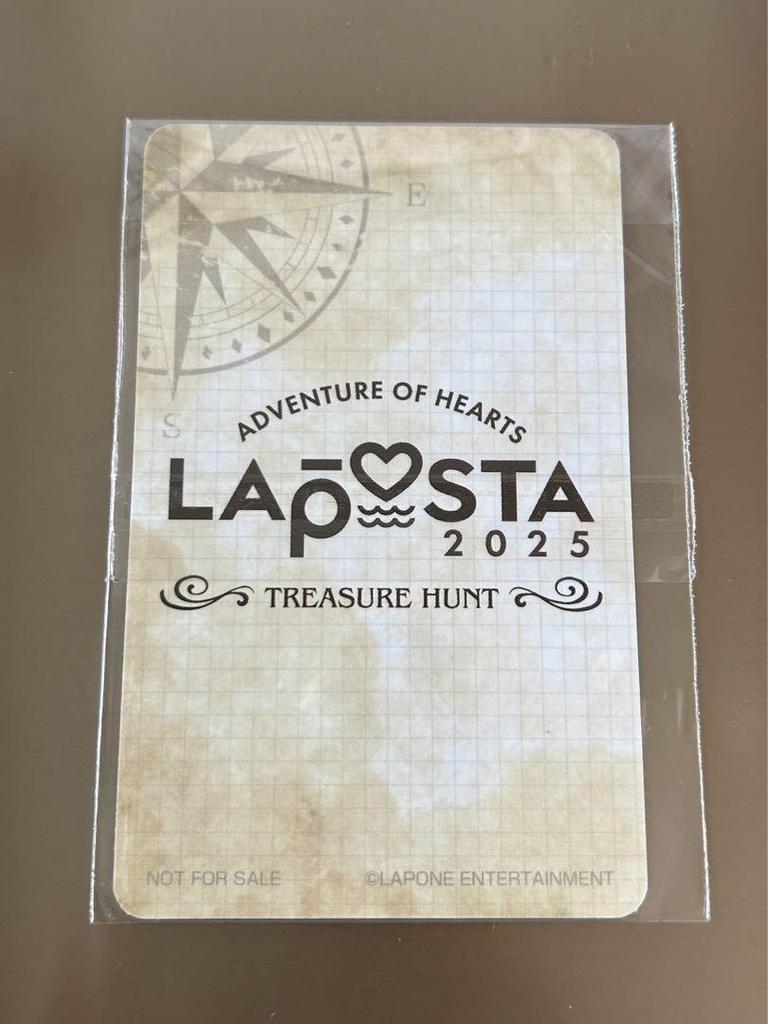 E
S
ADVENTURE OF HEARTS
LAPOSTA
2025
TREASURE HUNT
NOT FOR SALE ©LAPONE ENTERTAINMENT